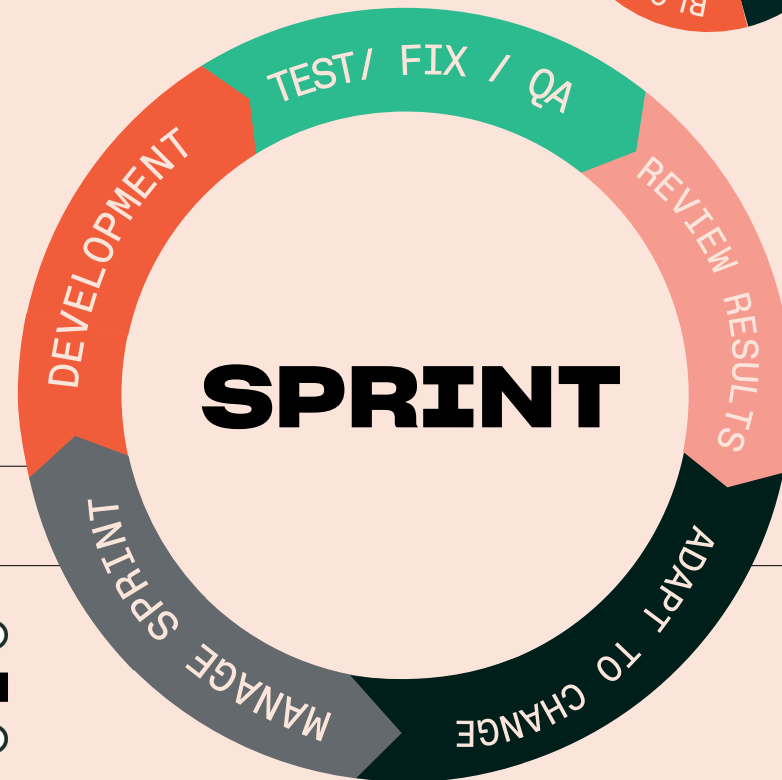 TEST/ FIX / QA
REVIEW RESULTS
ADAPT TO CHANGE
MANAGE SPRINT
DEVELOPMENT
SPRINT